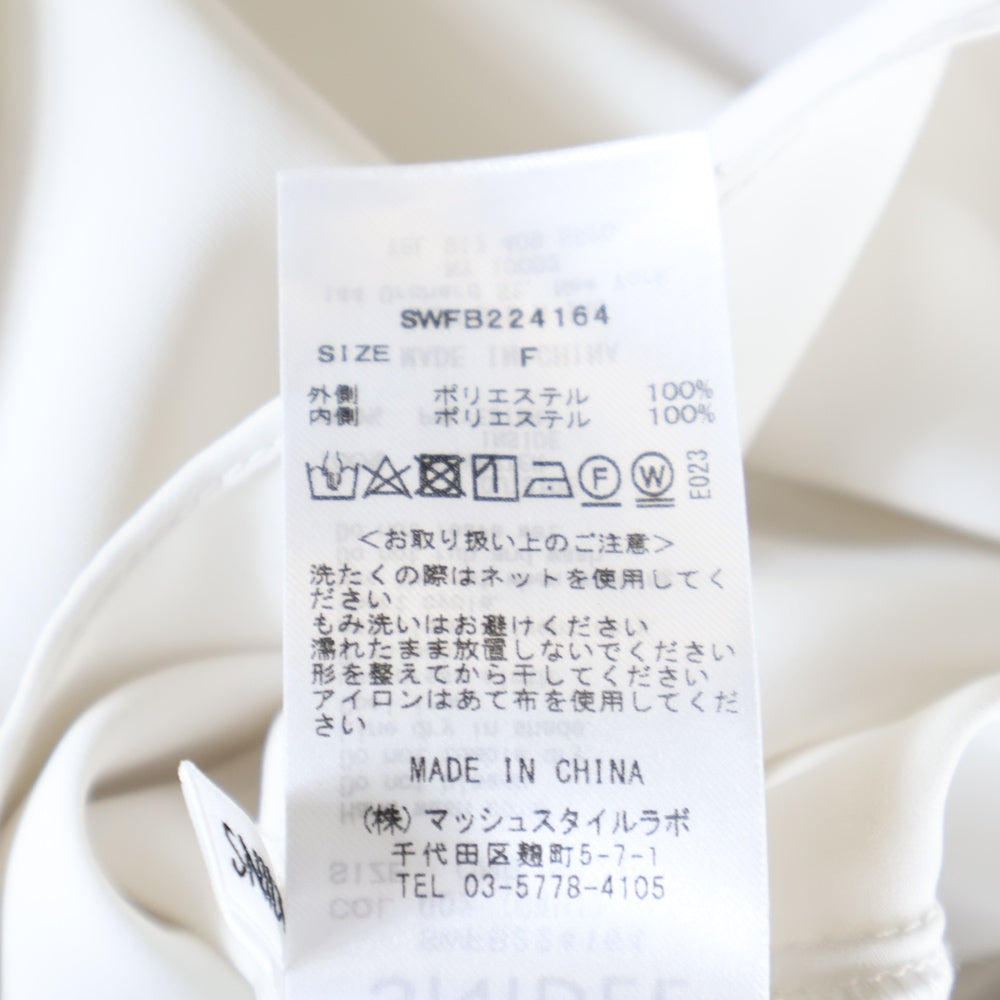 SWFB224164
SIZE F
外側 ポリエステル 100%
内側 ポリエステル 100%
F W E023
<お取り扱い上のご注意>
洗たくの際はネットを使用してく
ださい
もみ洗いはお避けください
濡れたまま放置しないでください
形を整えてから干してください
アイロンはあて布を使用してくだ
さい
MADE IN CHINA
(株)マッシュスタイルラボ
千代田区麹町5-7-1
TEL 03-5778-4105